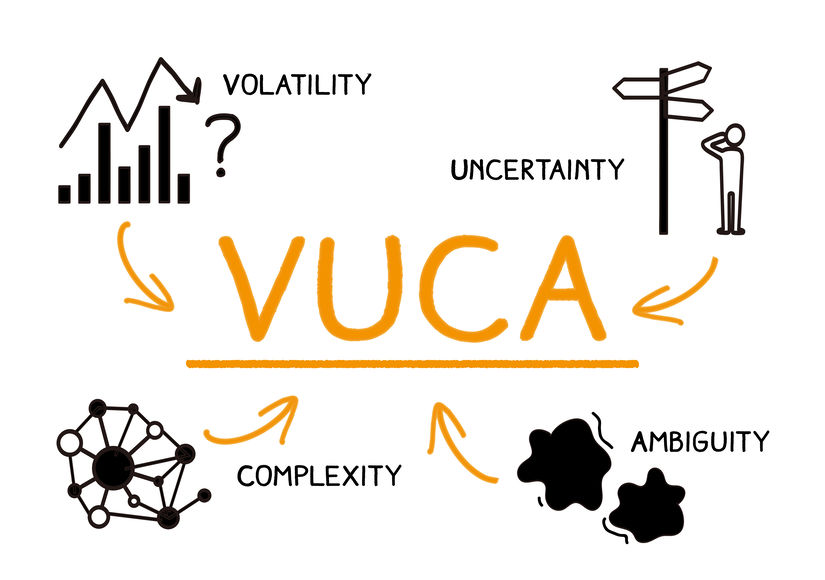 VOLATILITY
?
UNCERTAINTY
VUCA
COMPLEXITY
AMBIGUITY